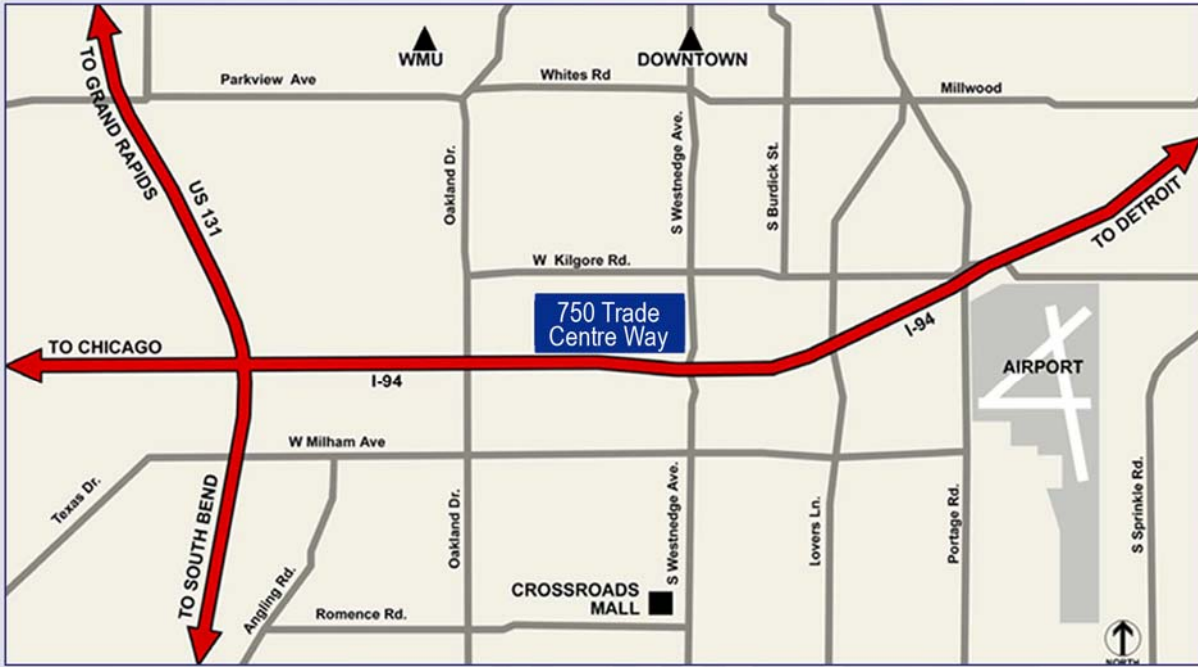 WMU
DOWNTOWN
Parkview Ave
Whites Rd
Millwood
TO GRAND RAPIDS
US 131
Oakland Dr.
S Westnedge Ave.
S Burdick St.
TO DETROIT
W Kilgore Rd.
750 Trade
Centre Way
TO CHICAGO
I-94
I-94
AIRPORT
W Milham Ave
Texas Dr.
TO SOUTH BEND
Angling Rd.
Oakland Dr.
S Westnedge Ave.
Lovers Ln.
Portage Rd.
S Sprinkle Rd.
CROSSROADS
MALL
Romence Rd.
NORTH